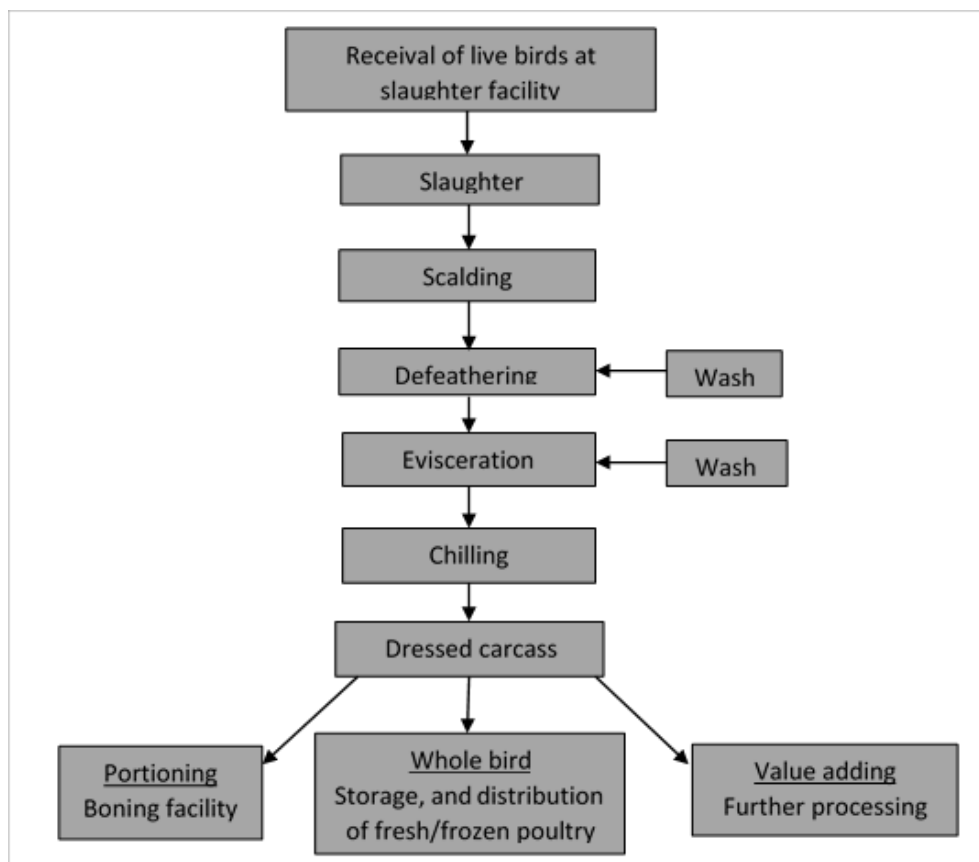 Receival of live birds at
slaughter facility
Slaughter
Scalding
Defeathering
Wash
Evisceration
Wash
Chilling
Dressed carcass
Portioning
Boning facility
Whole bird
Storage, and distribution
of fresh/frozen poultry
Value adding
Further processing